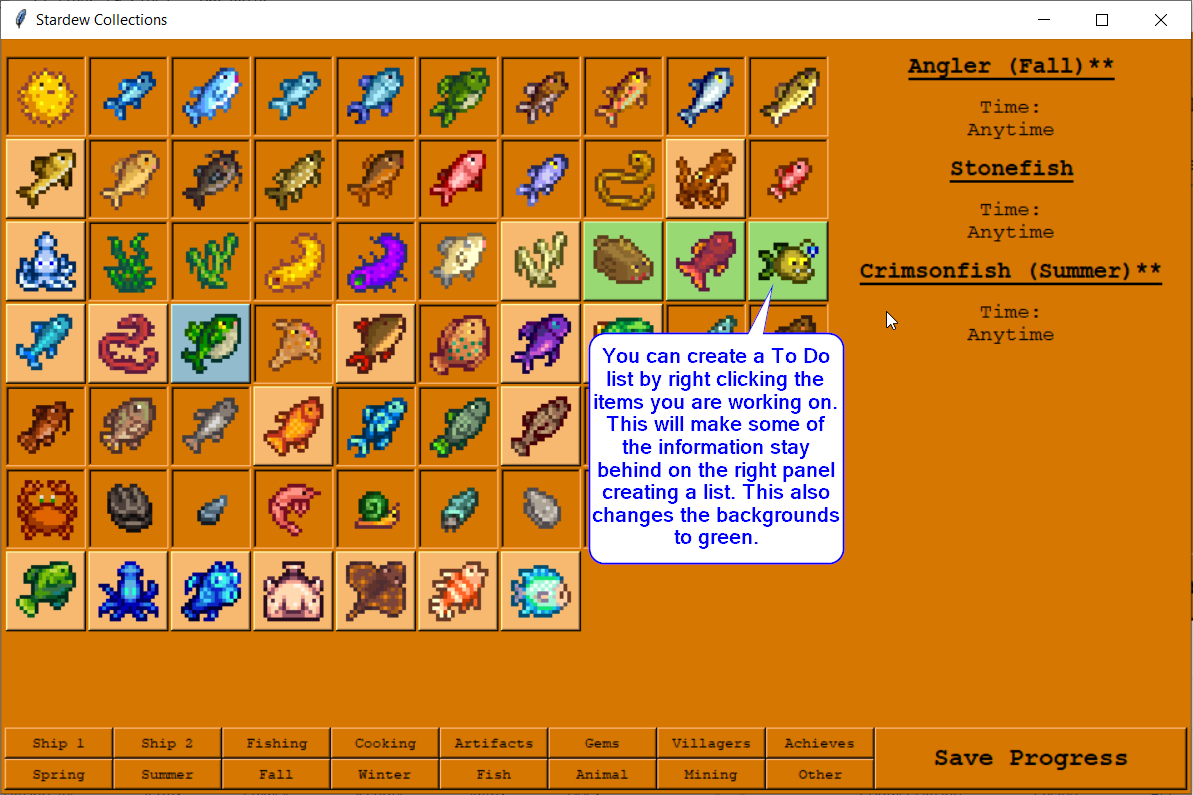 Stardew Collections
Angler (Fall)**
Time:
Anytime
Stonefish
Time:
Anytime
Crimsonfish (Summer)**
Time:
Anytime
You can create a To Do
list by right clicking the
items you are working on.
This will make some of
the information stay
behind on the right panel
creating a list. This also
changes the backgrounds
to green.
Ship 1
Ship 2
Fishing
Cooking
Artifacts
Gems
Villagers
Achieves
Spring
Summer
Fall
Winter
Fish
Animal
Mining
Other
Save Progress